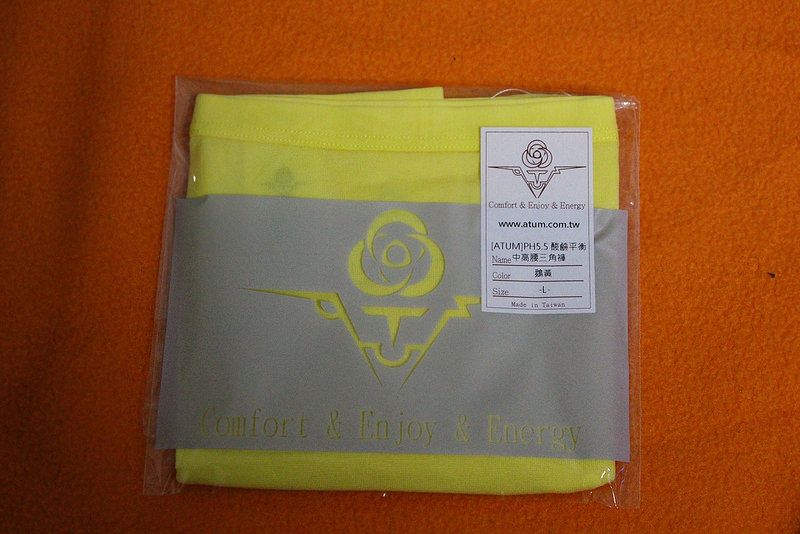 Comfort & Enjoy & Energy
www.atum.com.tw
[ATUM]PH5.5 酸鹼平衡
Name 中高腰三角褲
Color 鵝黃
Size -L-
Made in Taiwan
Comfort & Enjoy & Energy